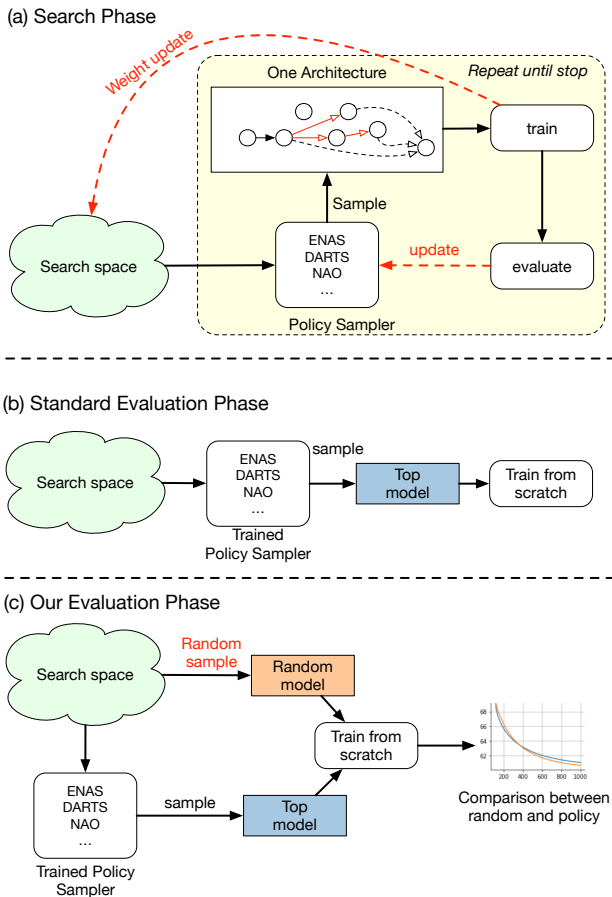 (a) Search Phase
Weight update
One Architecture
Repeat until stop
train
Sample
Search space
ENAS
DARTS
NAO
...
update
evaluate
Policy Sampler
(b) Standard Evaluation Phase
Search space
ENAS
DARTS
NAO
...
sample
Top
model
Train from
scratch
Trained
Policy Sampler
(c) Our Evaluation Phase
Search space
Random
sample
Random
model
Train from
scratch
68
66
64
62
200 400 600 800 1000
Comparison between
random and policy
ENAS
DARTS
NAO
...
sample
Top
model
Trained Policy
Sampler